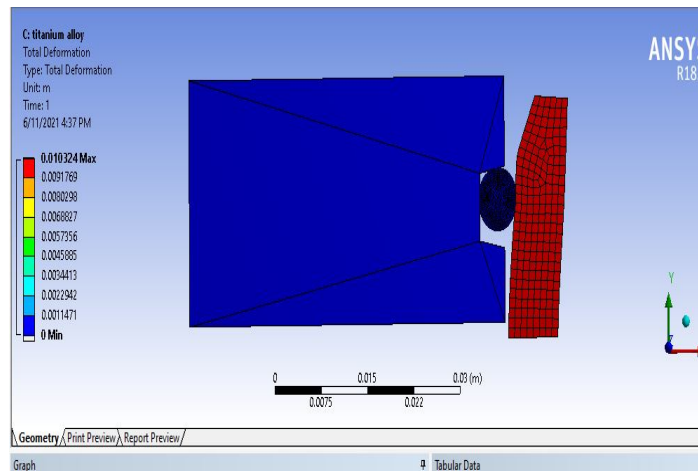 C: titanium alloy
Total Deformation
Type: Total Deformation
Unit: m
Time: 1
6/11/2021 4:37 PM
ANSYS
R18
0.010324 Max
0.0091769
0.0080298
0.0068827
0.0057356
0.0045885
0.0034413
0.0022942
0.0011471
0 Min
Y
0 0.015 0.03 (m)
0.0075 0.022
Geometry Print Preview Report Preview
Graph Tabular Data